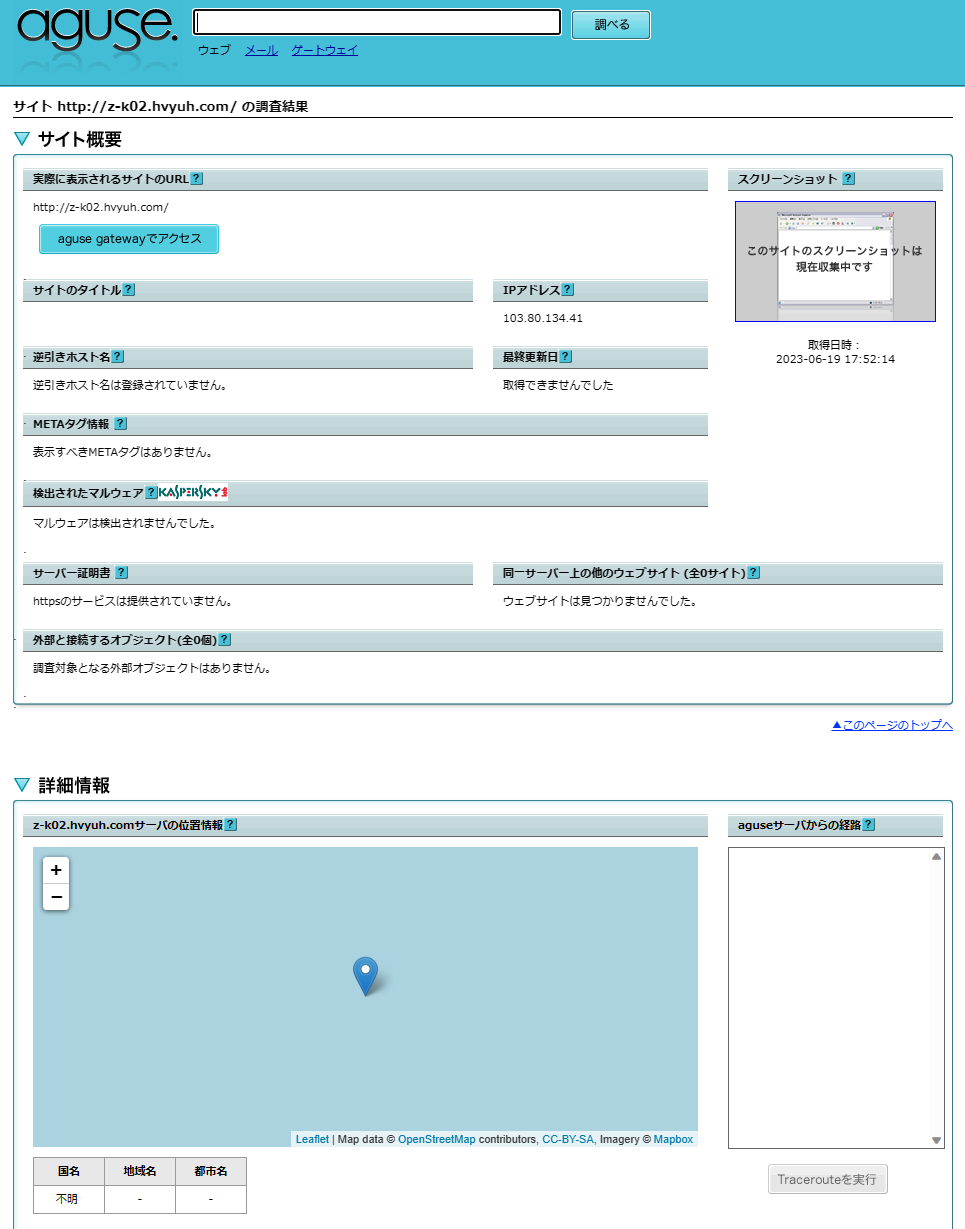 aguse.
調べる
ウェブ メール ゲートウェイ
サイト http://z-k02.hvyuh.com/ の調査結果
サイト概要
実際に表示されるサイトのURL ?
スクリーンショット ?
http://z-k02.hvyuh.com/
aguse gatewayでアクセス
このサイトのスクリーンショットは
現在収集中です
サイトのタイトル ?
IPアドレス ?
103.80.134.41
取得日時：
2023-06-19 17:52:14
逆引きホスト名 ?
最終更新日 ?
逆引きホスト名は登録されていません。
取得できませんでした
METAタグ情報 ?
表示すべきMETAタグはありません。
検出されたマルウェア ? KASPERSKY
マルウェアは検出されませんでした。
サーバー証明書 ?
同一サーバー上の他のウェブサイト (全0サイト) ?
httpsのサービスは提供されていません。
ウェブサイトは見つかりませんでした。
外部と接続するオブジェクト(全0個) ?
調査対象となる外部オブジェクトはありません。
▲このページのトップへ
詳細情報
z-k02.hvyuh.comサーバの位置情報 ?
aguseサーバからの経路 ?
+
−
Leaflet | Map data © OpenStreetMap contributors, CC-BY-SA, Imagery © Mapbox
国名 地域名 都市名
不明 - -
Tracerouteを実行